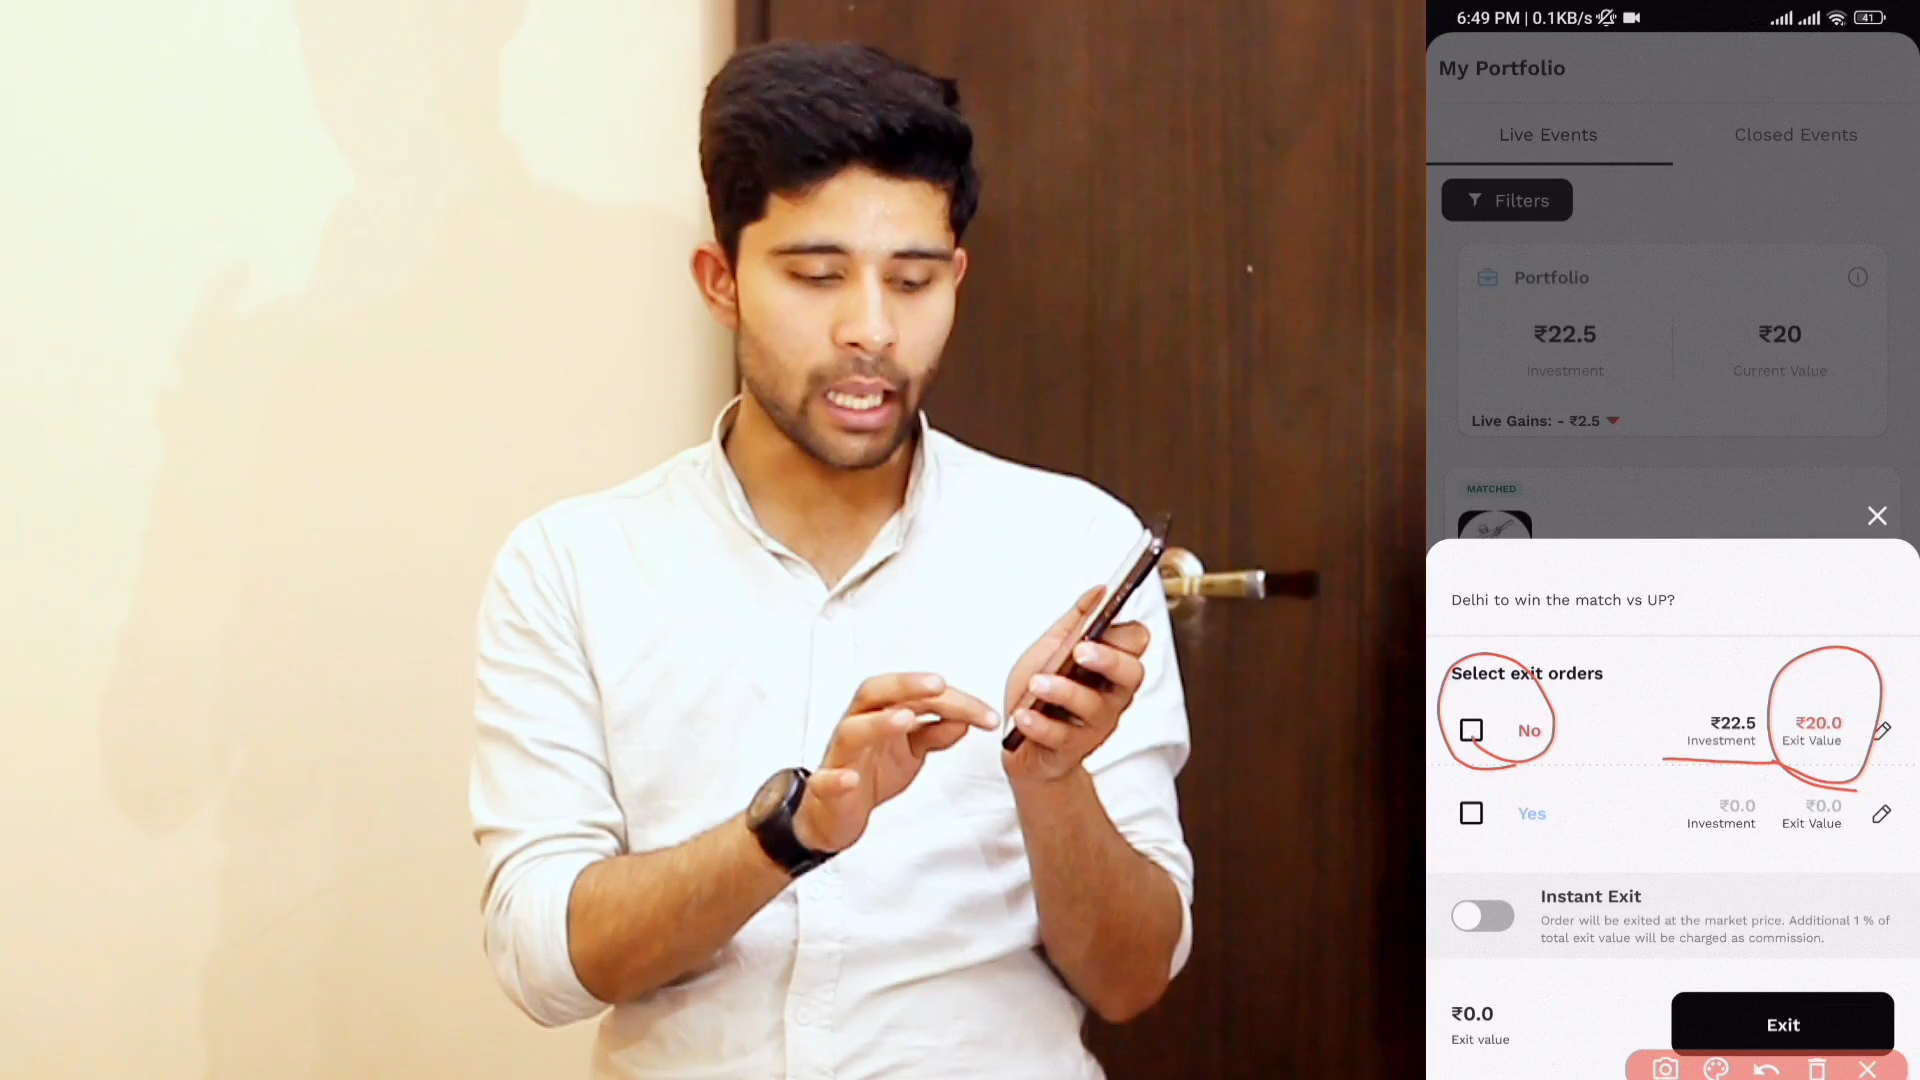 6:49 PM | 0.1KB/s 41
My Portfolio
Live Events Closed Events
Filters
Portfolio
₹22.5 ₹20
Investment Current Value
Live Gains: - ₹2.5
MATCHED
Delhi to win the match vs UP?
Select exit orders
No ₹22.5 ₹20.0
Investment Exit Value
Yes ₹0.0 ₹0.0
Investment Exit Value
Instant Exit
Order will be exited at the market price. Additional 1 % of
total exit value will be charged as commission.
₹0.0
Exit value
Exit